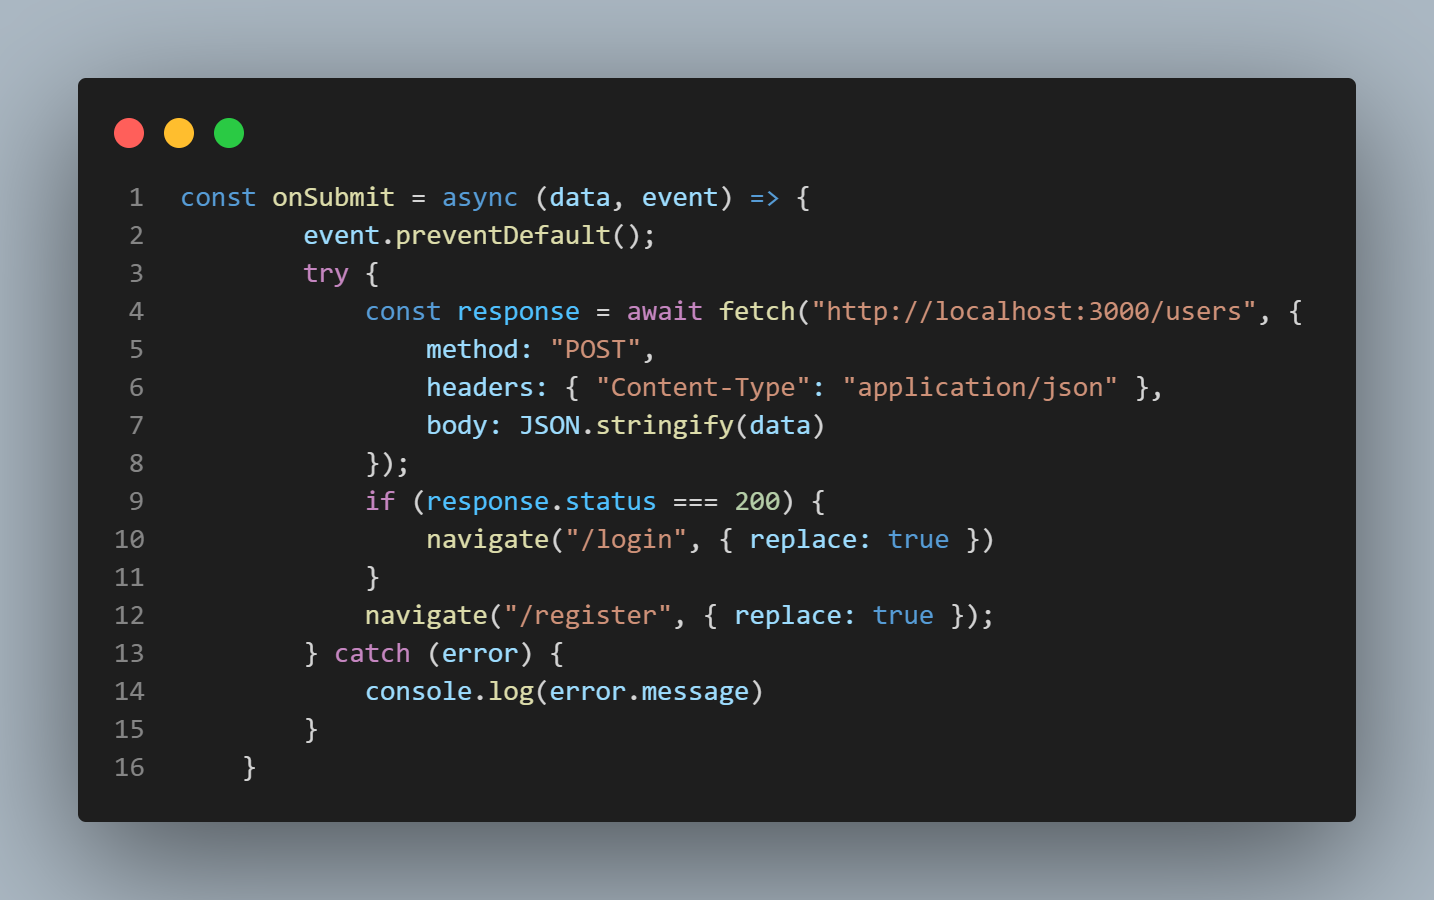 1 const onSubmit = async (data, event) => {
2         event.preventDefault();
3         try {
4             const response = await fetch("http://localhost:3000/users", {
5                 method: "POST",
6                 headers: { "Content-Type": "application/json" },
7                 body: JSON.stringify(data)
8             });
9             if (response.status === 200) {
10                 navigate("/login", { replace: true })
11             }
12             navigate("/register", { replace: true });
13         } catch (error) {
14             console.log(error.message)
15         }
16     }